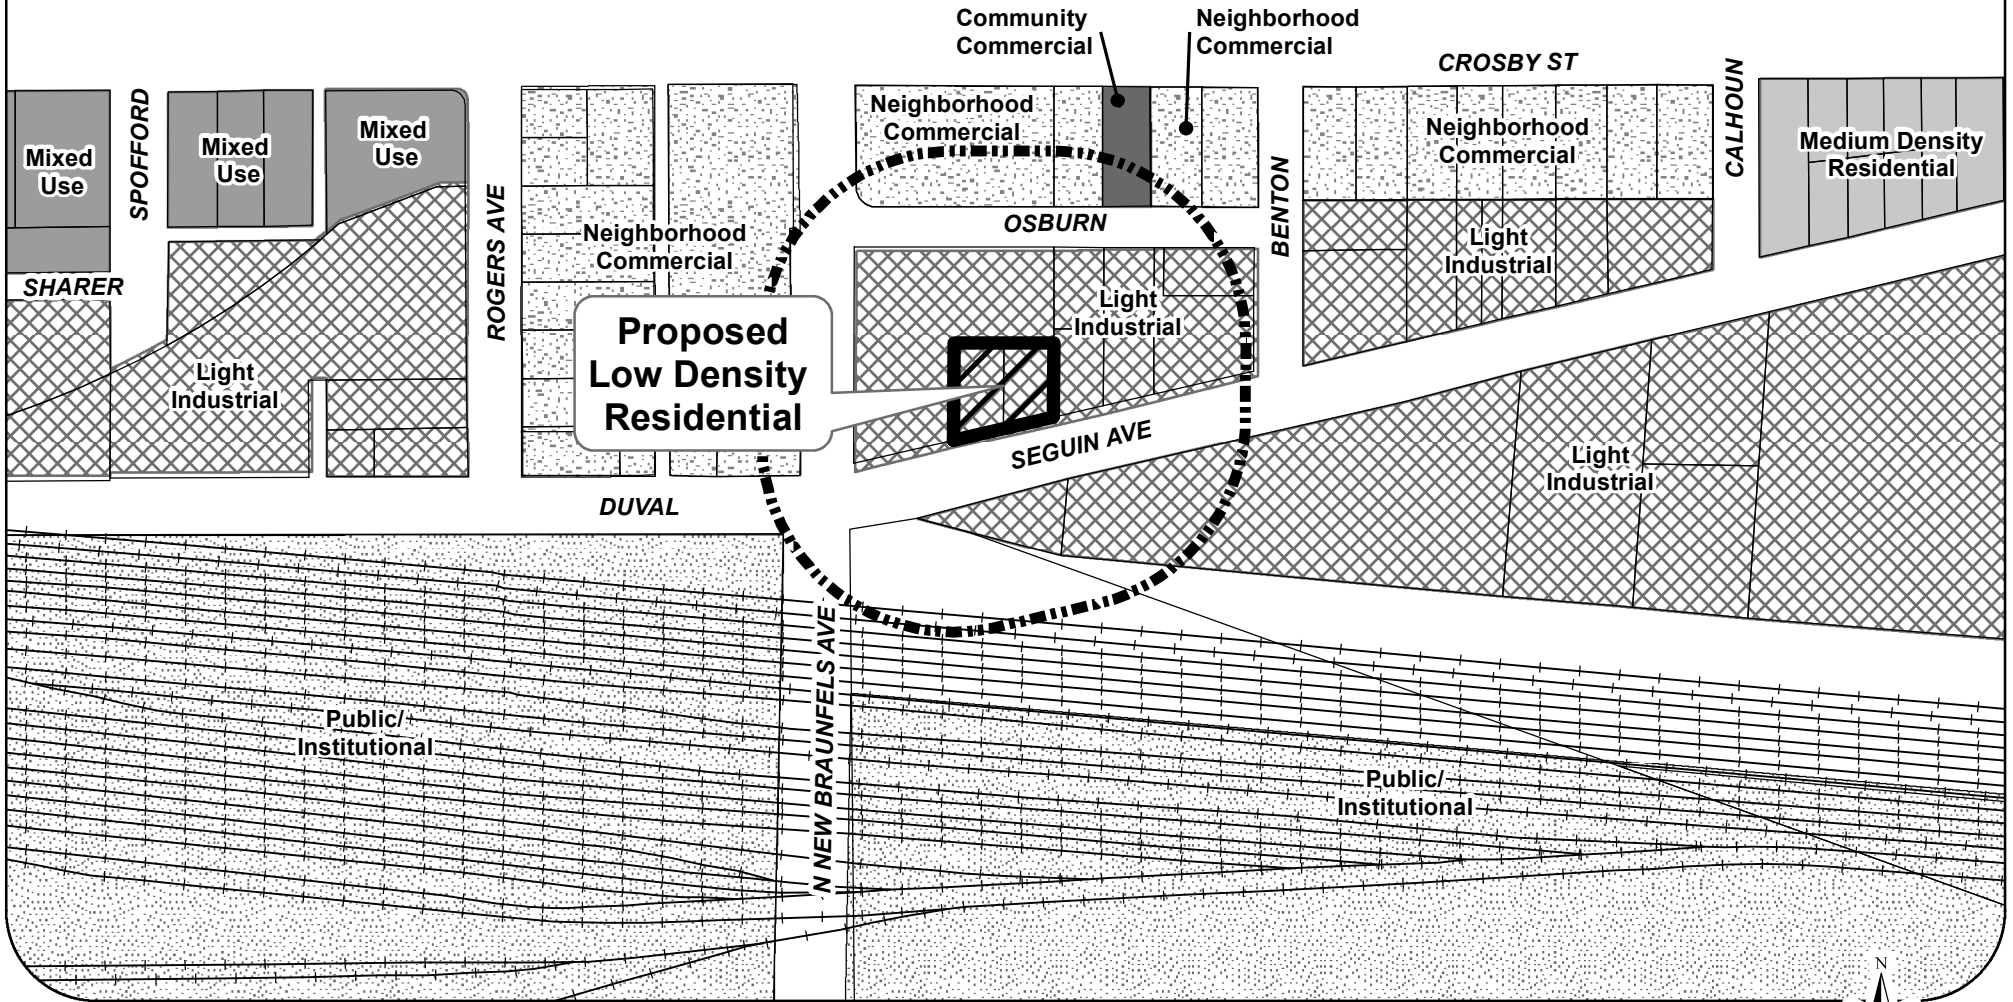 Community
Commercial
Neighborhood
Commercial
CROSBY ST
SPOFFORD
CALHOUN
Mixed
Use
Mixed
Use
Mixed
Use
Neighborhood
Commercial
Neighborhood
Commercial
Medium Density
Residential
BENTON
ROGERS AVE
OSBURN
Neighborhood
Commercial
Light
Industrial
SHARER
Light
Industrial
Proposed
Low Density
Residential
Light
Industrial
SEGUIN AVE
Light
Industrial
DUVAL
N NEW BRAUNFELS AVE
Public/
Institutional
Public/
Institutional
N